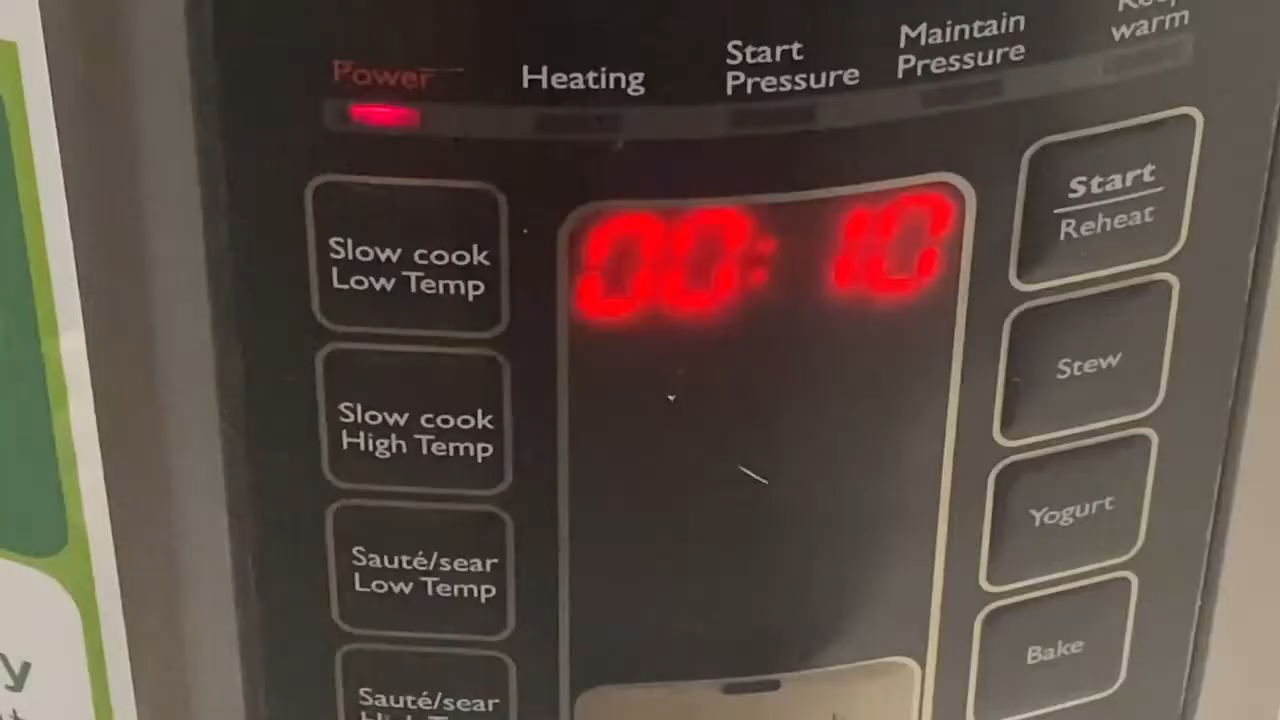 Power
Heating
Start
Pressure
Maintain
Pressure
Keep
warm
00:10
Start
Reheat
Slow cook
Low Temp
Stew
Slow cook
High Temp
Yogurt
Sauté/sear
Low Temp
Bake
Sauté/sear
y